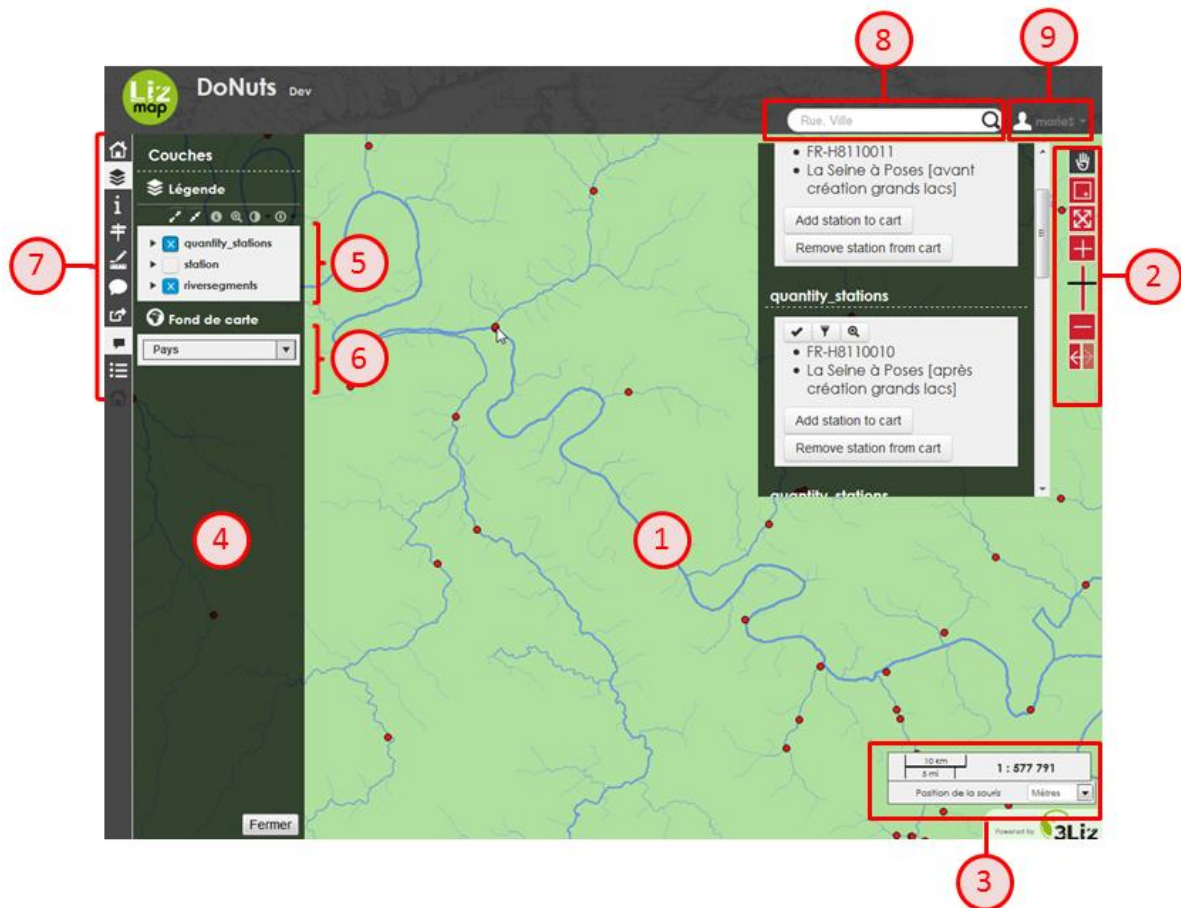 8
9
Liz
map
DoNuts Dev
Rue, Ville
marieS
Couches
Légende
quantity_stations
station
riversegments
Fond de carte
Pays
7
5
6
4
1
2
FR-H8110011
La Seine à Poses [avant
création grands lacs]
Add station to cart
Remove station from cart
quantity_stations
FR-H8110010
La Seine à Poses [après
création grands lacs]
Add station to cart
Remove station from cart
quantity_stations
10 km
5 mi
1 : 577 791
Position de la souris
Mètres
Fermer
Powered by
3Liz
3